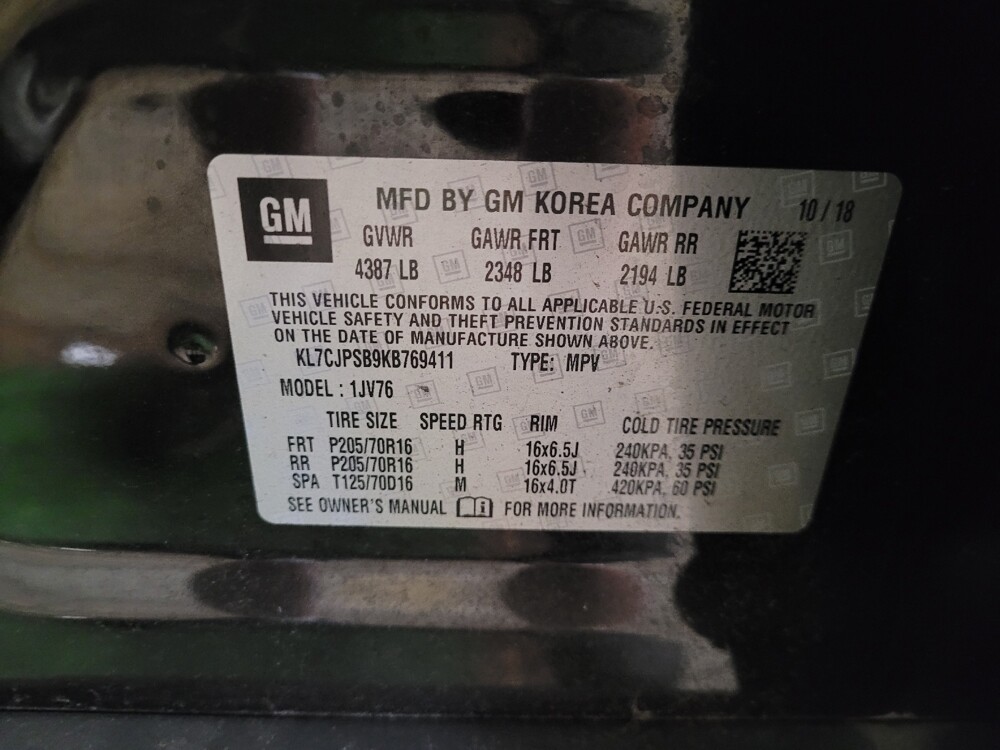 GM MFD BY GM KOREA COMPANY 10/18
GVWR GAWR FRT GAWR RR
4387 LB 2348 LB 2194 LB
THIS VEHICLE CONFORMS TO ALL APPLICABLE U.S. FEDERAL MOTOR
VEHICLE SAFETY AND THEFT PREVENTION STANDARDS IN EFFECT
ON THE DATE OF MANUFACTURE SHOWN ABOVE.
KL7CJPSB9KB769411 TYPE: MPV
MODEL : 1JV76
TIRE SIZE SPEED RTG RIM COLD TIRE PRESSURE
FRT P205/70R16 H 16x6.5J 240KPA, 35 PSI
RR P205/70R16 H 16x6.5J 240KPA, 35 PSI
SPA T125/70D16 M 16x4.0T 420KPA, 60 PSI
SEE OWNER'S MANUAL FOR MORE INFORMATION.